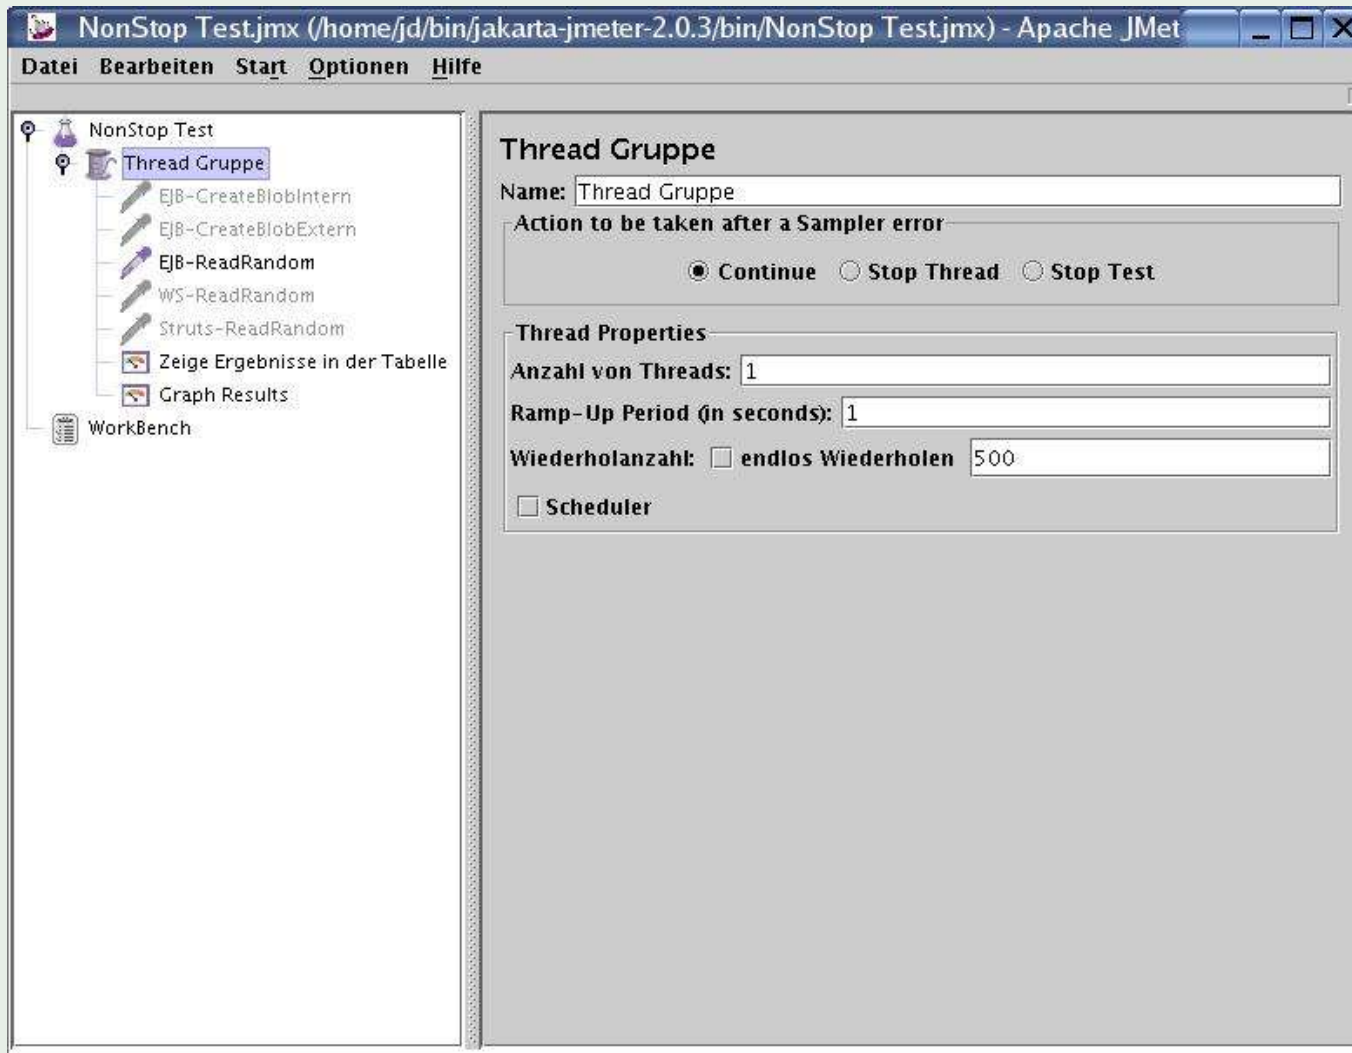 NonStop Test.jmx (/home/jd/bin/jakarta-jmeter-2.0.3/bin/NonStop Test.jmx) - Apache JMet
Datei Bearbeiten Start Optionen Hilfe
NonStop Test
Thread Gruppe
EJB-CreateBlobIntern
EJB-CreateBlobExtern
EJB-ReadRandom
WS-ReadRandom
Struts-ReadRandom
Zeige Ergebnisse in der Tabelle
Graph Results
WorkBench
Thread Gruppe
Name: Thread Gruppe
Action to be taken after a Sampler error
Continue Stop Thread Stop Test
Thread Properties
Anzahl von Threads: 1
Ramp-Up Period (in seconds): 1
Wiederholanzahl: endlos Wiederholen 500
Scheduler